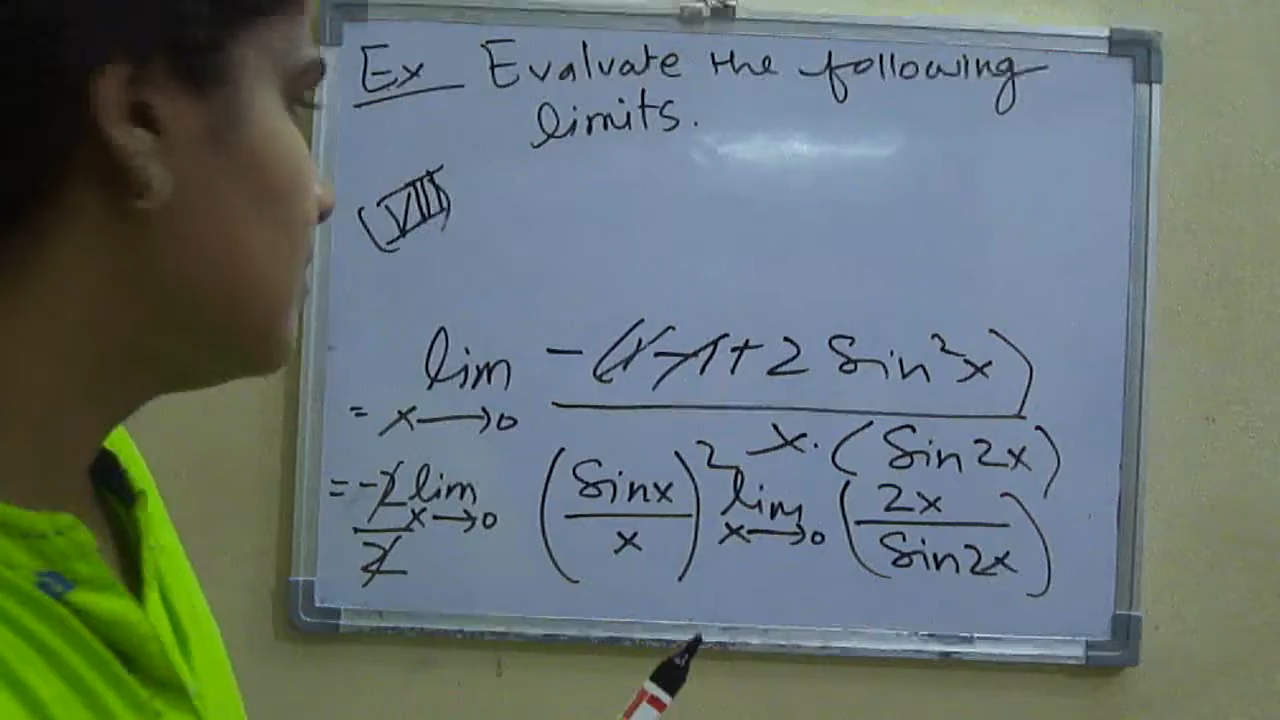 Ex Evaluate the following
limits.
(VIII)
= lim x→0 -(1-1+2 Sin²x) / x.(Sin2x)
= -2/2 lim x→0 (Sinx/x)² lim x→0 (2x/Sin2x)